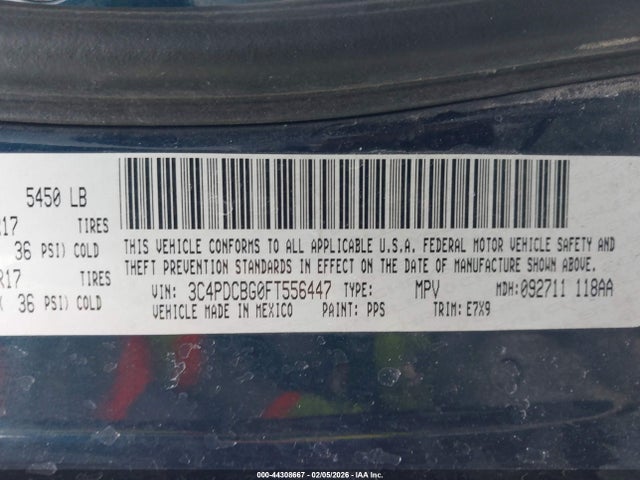 5450 LB
R17 TIRES
36 PSI) COLD
R17 TIRES
36 PSI) COLD
THIS VEHICLE CONFORMS TO ALL APPLICABLE U.S.A. FEDERAL MOTOR VEHICLE SAFETY AND
THEFT PREVENTION STANDARDS IN EFFECT ON THE DATE OF MANUFACTURE SHOWN ABOVE.
VIN: 3C4PDCBG0FT556447 TYPE: MPV MDH: 092711 118AA
VEHICLE MADE IN MEXICO PAINT: PPS TRIM: E7X9
000-44308667 - 02/05/2026 - IAA Inc.